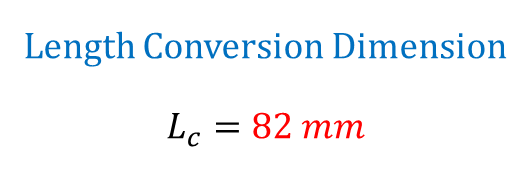 Length Conversion Dimension
L_c = 82 mm